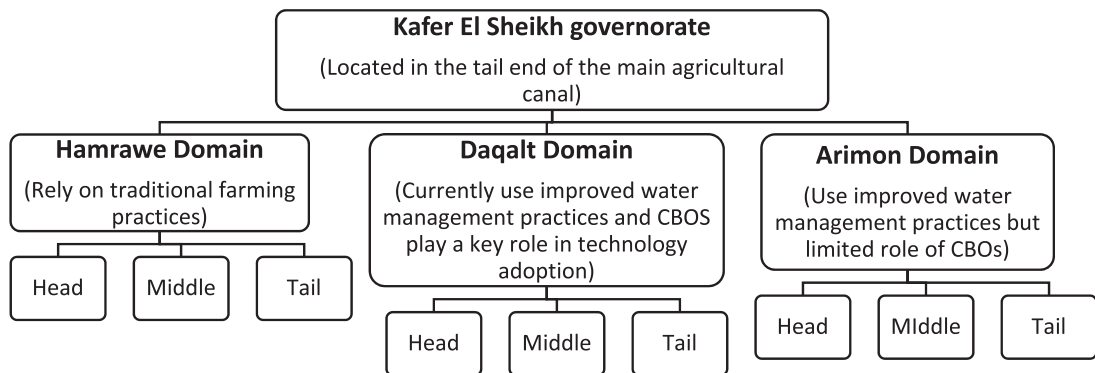 Kafer El Sheikh governorate
(Located in the tail end of the main agricultural
canal)
Hamrawe Domain
(Rely on traditional farming
practices)
Head
Middle
Tail
Daqalt Domain
(Currently use improved water
management practices and CBOS
play a key role in technology
adoption)
Head
Middle
Tail
Arimon Domain
(Use improved water
management practices but
limited role of CBOs)
Head
MIddle
Tail